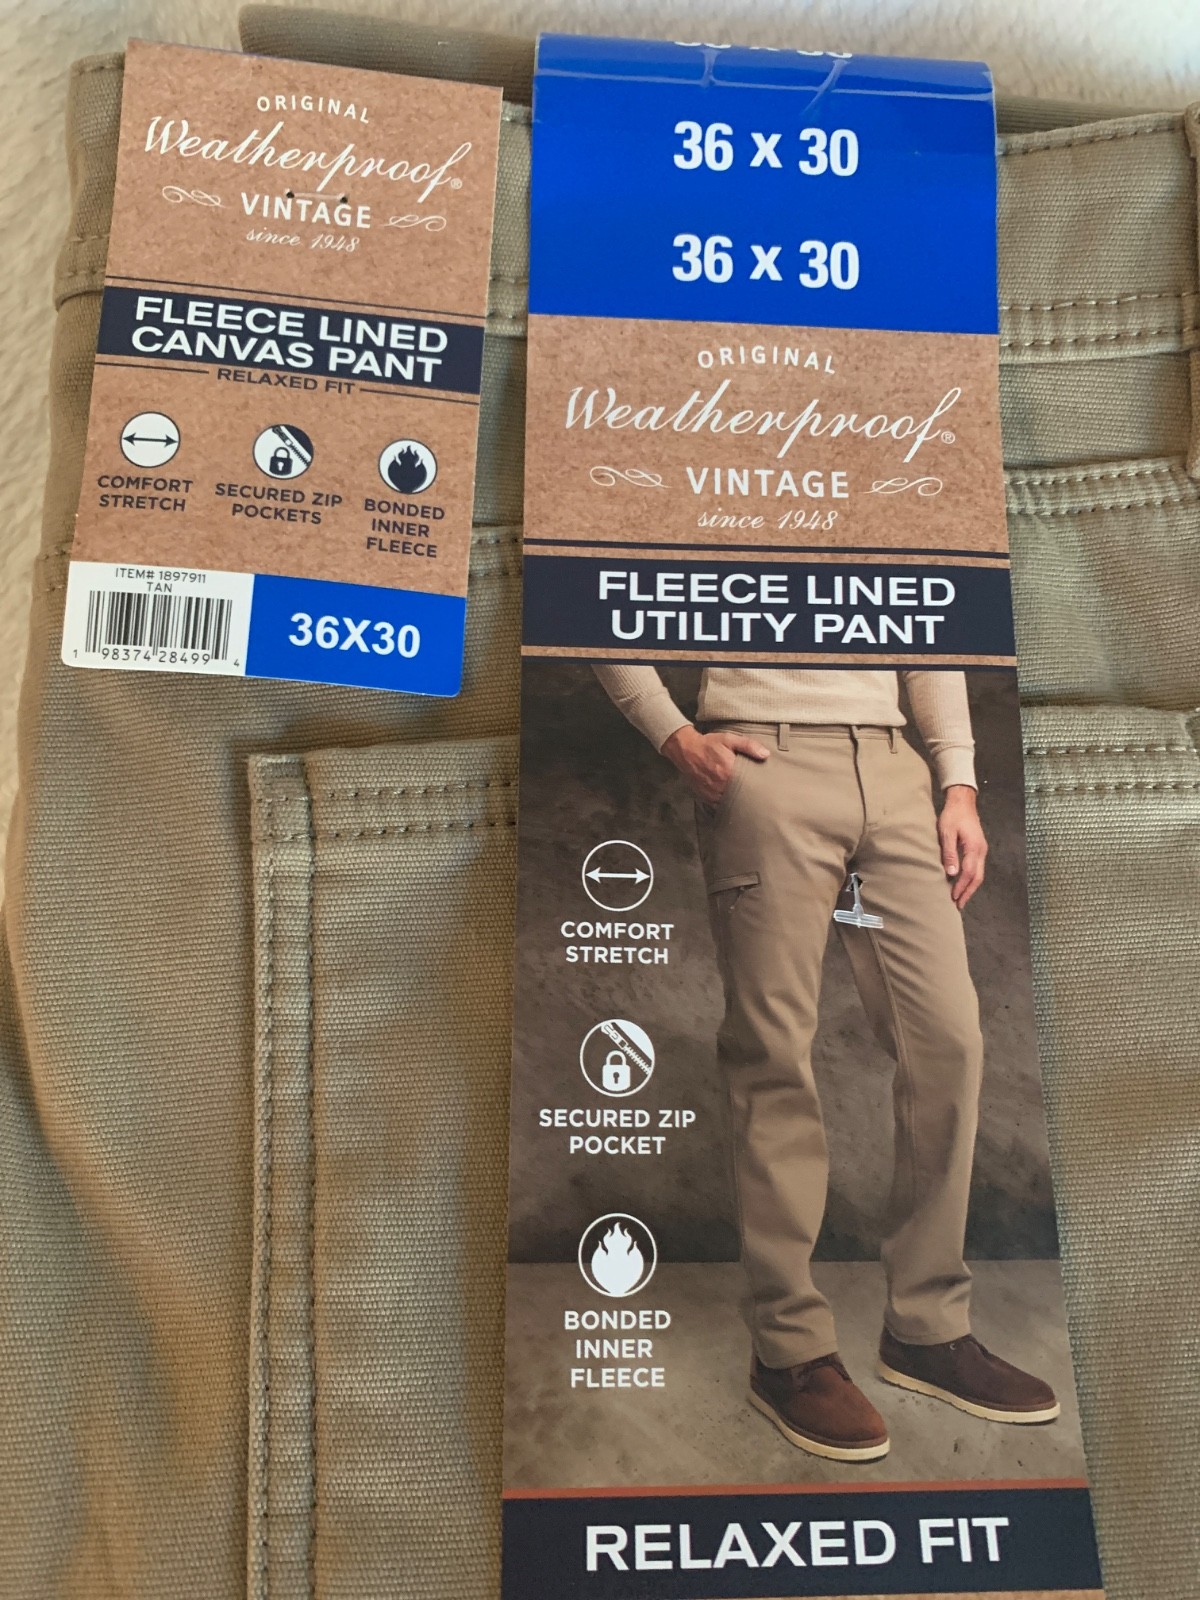 ORIGINAL
Weatherproof®
VINTAGE
since 1948
FLEECE LINED
CANVAS PANT
RELAXED FIT
COMFORT
STRETCH
SECURED ZIP
POCKETS
BONDED
INNER
FLEECE
ITEM# 1897911
TAN
1 98374 28499 4
36X30
36 x 30
36 x 30
36 x 30
ORIGINAL
Weatherproof®
VINTAGE
since 1948
FLEECE LINED
UTILITY PANT
COMFORT
STRETCH
SECURED ZIP
POCKET
BONDED
INNER
FLEECE
RELAXED FIT